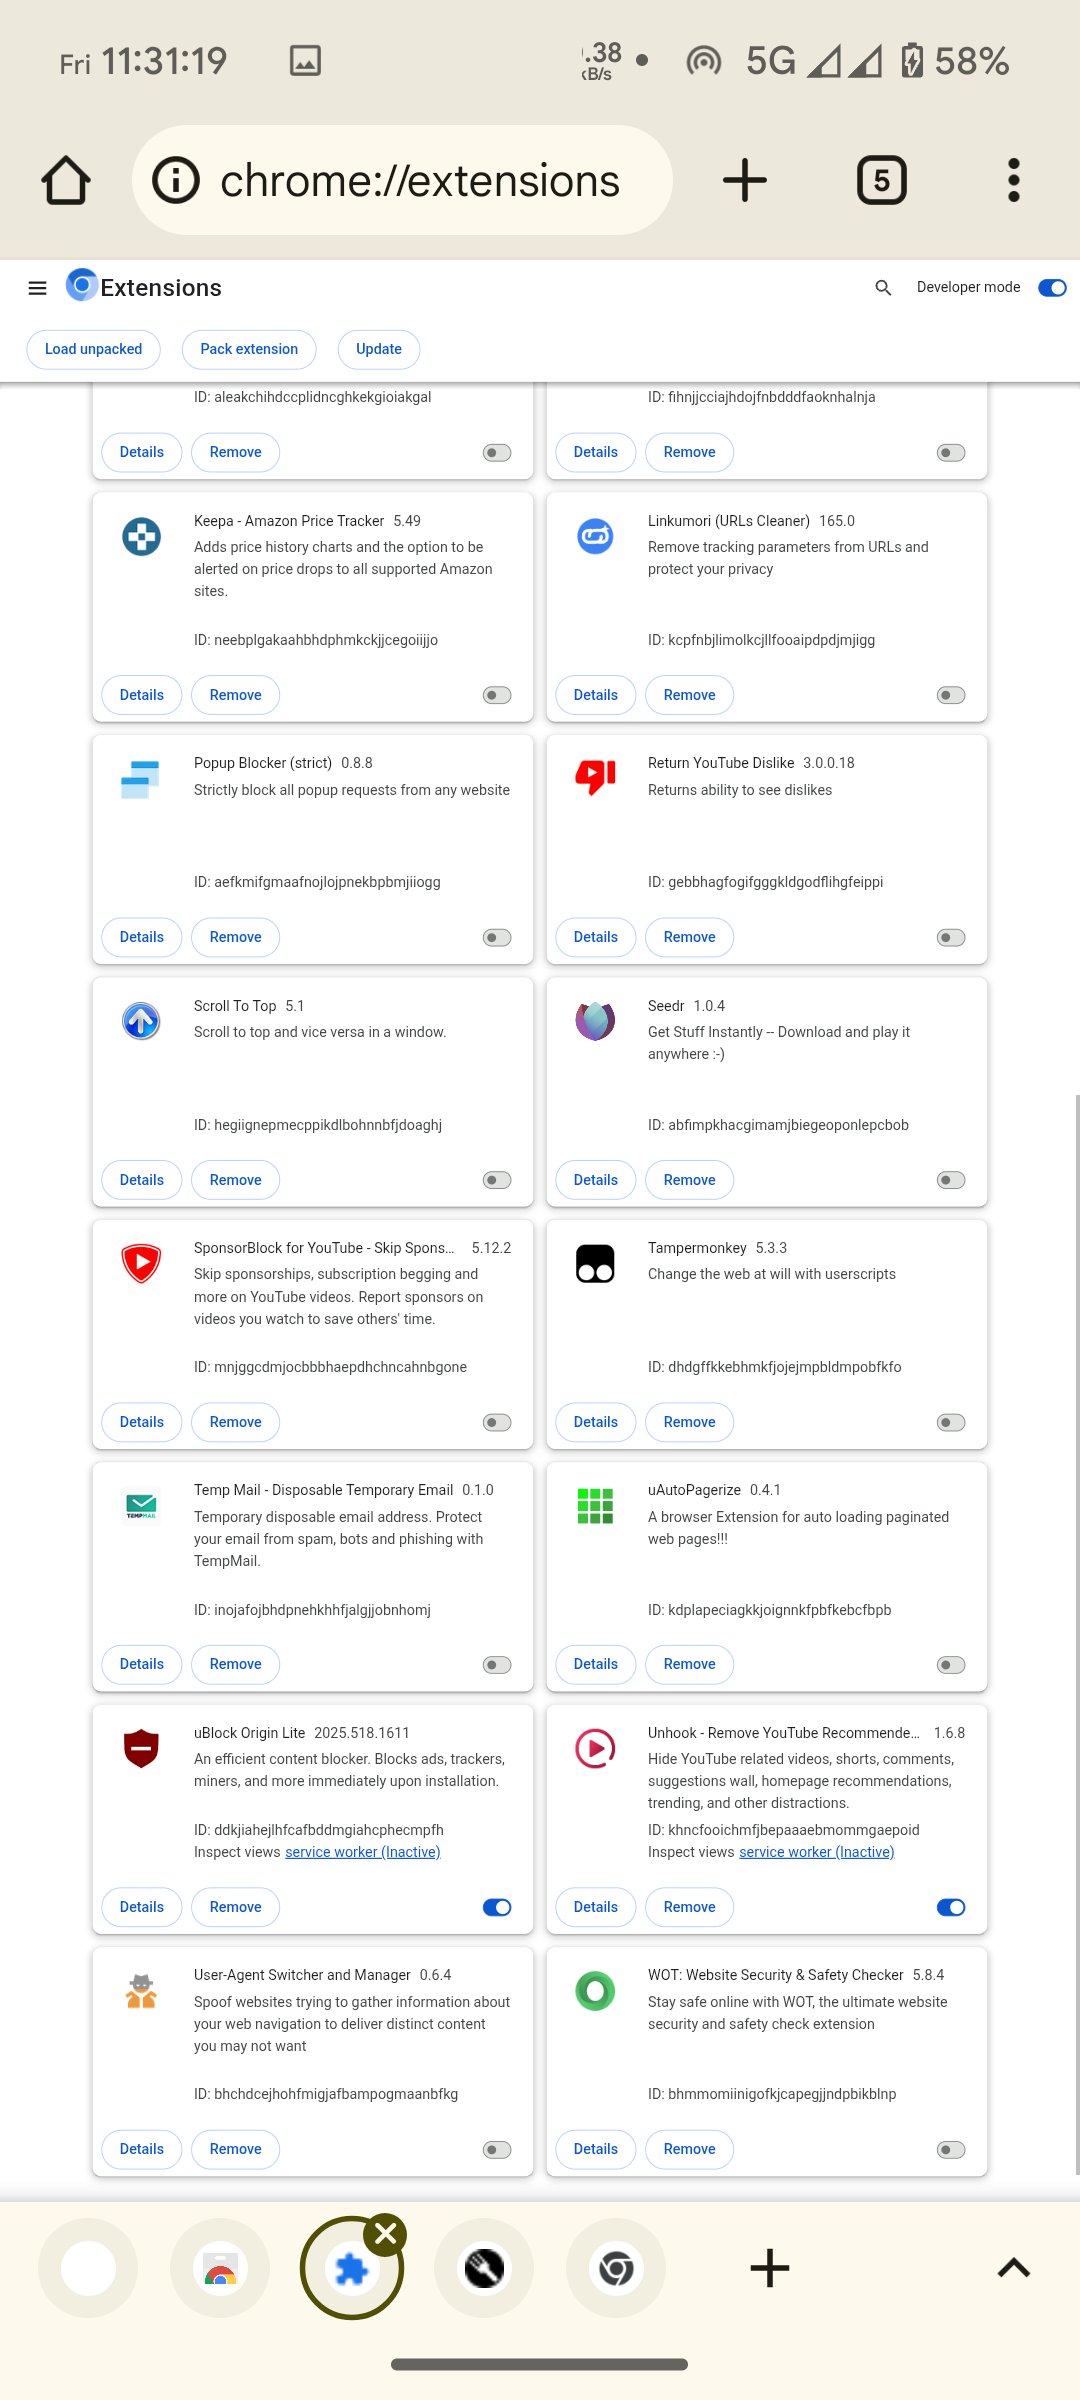 Fri 11:31:19
.38
kB/s
5G
58%
chrome://extensions
5
Extensions
Developer mode
Load unpacked
Pack extension
Update
ID: aleakchihdccplidncghkekgioiakgal
ID: fihnjjcciajhdojfnbdddfaoknhalnja
Details
Remove
Details
Remove
Keepa - Amazon Price Tracker 5.49
Adds price history charts and the option to be
alerted on price drops to all supported Amazon
sites.
ID: neebplgakaahbhdphmkckjjcegoiijjo
Details
Remove
Linkumori (URLs Cleaner) 165.0
Remove tracking parameters from URLs and
protect your privacy
ID: kcpfnbjlimolkcjllfooaipdpdjmjigg
Details
Remove
Popup Blocker (strict) 0.8.8
Strictly block all popup requests from any website
ID: aefkmifgmaafnojlojpnekbpbmjiiogg
Details
Remove
Return YouTube Dislike 3.0.0.18
Returns ability to see dislikes
ID: gebbhagfogifgggkldgodflihgfeippi
Details
Remove
Scroll To Top 5.1
Scroll to top and vice versa in a window.
ID: hegiignepmecppikdlbohnnbfjdoaghj
Details
Remove
Seedr 1.0.4
Get Stuff Instantly -- Download and play it
anywhere :-)
ID: abfimpkhacgimamjbiegeoponlepcbob
Details
Remove
SponsorBlock for YouTube - Skip Spons... 5.12.2
Skip sponsorships, subscription begging and
more on YouTube videos. Report sponsors on
videos you watch to save others' time.
ID: mnjggcdmjocbbbhaepdhchncahnbgone
Details
Remove
Tampermonkey 5.3.3
Change the web at will with userscripts
ID: dhdgffkkebhmkfjojejmpbldmpobfkfo
Details
Remove
Temp Mail - Disposable Temporary Email 0.1.0
Temporary disposable email address. Protect
your email from spam, bots and phishing with
TempMail.
ID: inojafojbhdpnehkhhfjalgjjobnhomj
Details
Remove
TEMPMAIL
uAutoPagerize 0.4.1
A browser Extension for auto loading paginated
web pages!!!
ID: kdplapeciagkkjoignnkfpbfkebcfbpb
Details
Remove
uBlock Origin Lite 2025.518.1611
An efficient content blocker. Blocks ads, trackers,
miners, and more immediately upon installation.
ID: ddkjiahejlhfcafbddmgiahcphecmpfh
Inspect views service worker (Inactive)
Details
Remove
Unhook - Remove YouTube Recommende... 1.6.8
Hide YouTube related videos, shorts, comments,
suggestions wall, homepage recommendations,
trending, and other distractions.
ID: khncfooichmfjbepaaaebmommgaepoid
Inspect views service worker (Inactive)
Details
Remove
User-Agent Switcher and Manager 0.6.4
Spoof websites trying to gather information about
your web navigation to deliver distinct content
you may not want
ID: bhchdcejhohfmigjafbampogmaanbfkg
Details
Remove
WOT: Website Security & Safety Checker 5.8.4
Stay safe online with WOT, the ultimate website
security and safety check extension
ID: bhmmomiinigofkjcapegjjndpbikblnp
Details
Remove